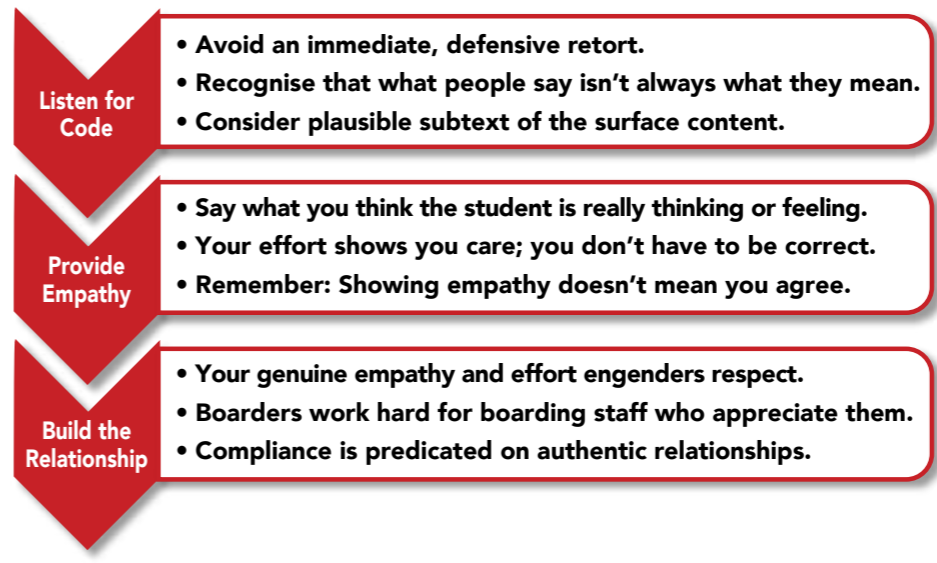 Listen for
Code
• Avoid an immediate, defensive retort.
• Recognise that what people say isn’t always what they mean.
• Consider plausible subtext of the surface content.
Provide
Empathy
• Say what you think the student is really thinking or feeling.
• Your effort shows you care; you don’t have to be correct.
• Remember: Showing empathy doesn’t mean you agree.
Build the
Relationship
• Your genuine empathy and effort engenders respect.
• Boarders work hard for boarding staff who appreciate them.
• Compliance is predicated on authentic relationships.